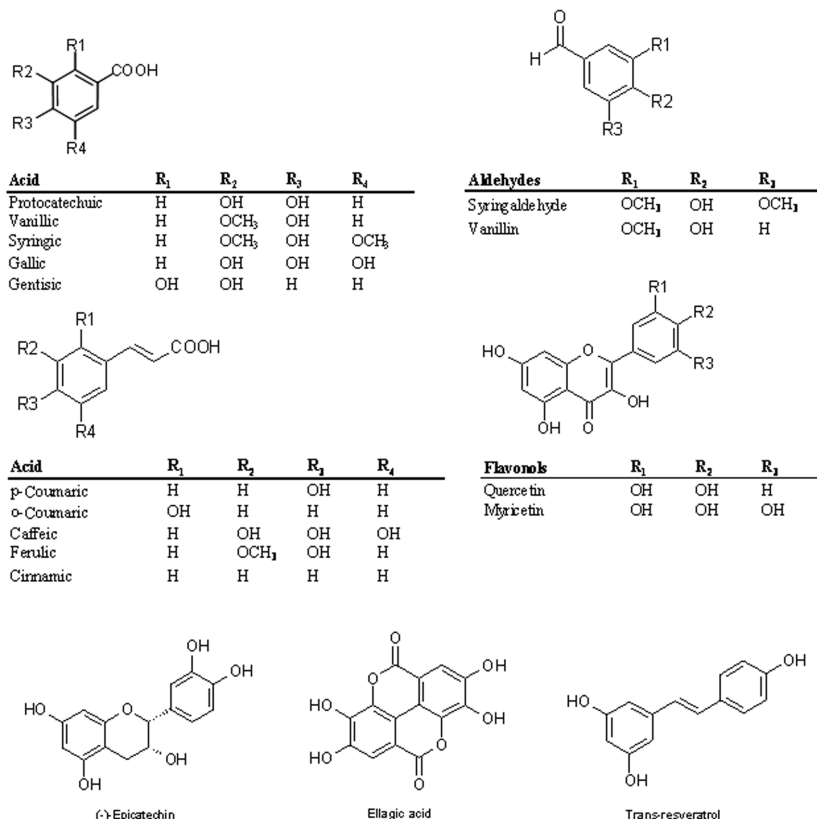 R1
R2
COOH
R3
R4
Acid R1 R2 R3 R4
Protocatechuic H OH OH H
Vanillic H OCH3 OH H
Syringic H OCH3 OH OCH3
Gallic H OH OH OH
Gentisic OH OH H H
O
H
R1
R2
R3
Aldehydes R1 R2 R3
Syringaldehyde OCH3 OH OCH3
Vanillin OCH3 OH H
R1
R2
COOH
R3
R4
Acid R1 R2 R3 R4
p-Coumaric H H OH H
o-Coumaric OH H H H
Caffeic H OH OH OH
Ferulic H OCH3 OH H
Cinnamic H H H H
R1
R2
HO
O
R3
OH
OH
O
Flavonols R1 R2 R3
Quercetin OH OH H
Myricetin OH OH OH
OH
OH
HO
O
OH
OH
(-)-Epicatechin
O
O
OH
HO
OH
HO
O
O
Ellagic acid
OH
HO
OH
Trans-resveratrol